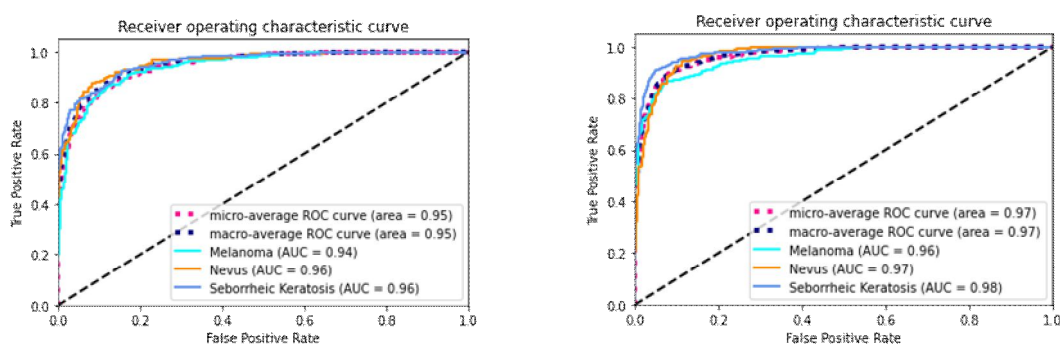 Receiver operating characteristic curve
1.0
0.8
0.6
0.4
0.2
0.0
True Positive Rate
micro-average ROC curve (area = 0.95)
macro-average ROC curve (area = 0.95)
Melanoma (AUC = 0.94)
Nevus (AUC = 0.96)
Seborrheic Keratosis (AUC = 0.96)
0.0 0.2 0.4 0.6 0.8 1.0
False Positive Rate
Receiver operating characteristic curve
1.0
0.8
0.6
0.4
0.2
0.0
True Positive Rate
micro-average ROC curve (area = 0.97)
macro-average ROC curve (area = 0.97)
Melanoma (AUC = 0.96)
Nevus (AUC = 0.97)
Seborrheic Keratosis (AUC = 0.98)
0.0 0.2 0.4 0.6 0.8 1.0
False Positive Rate